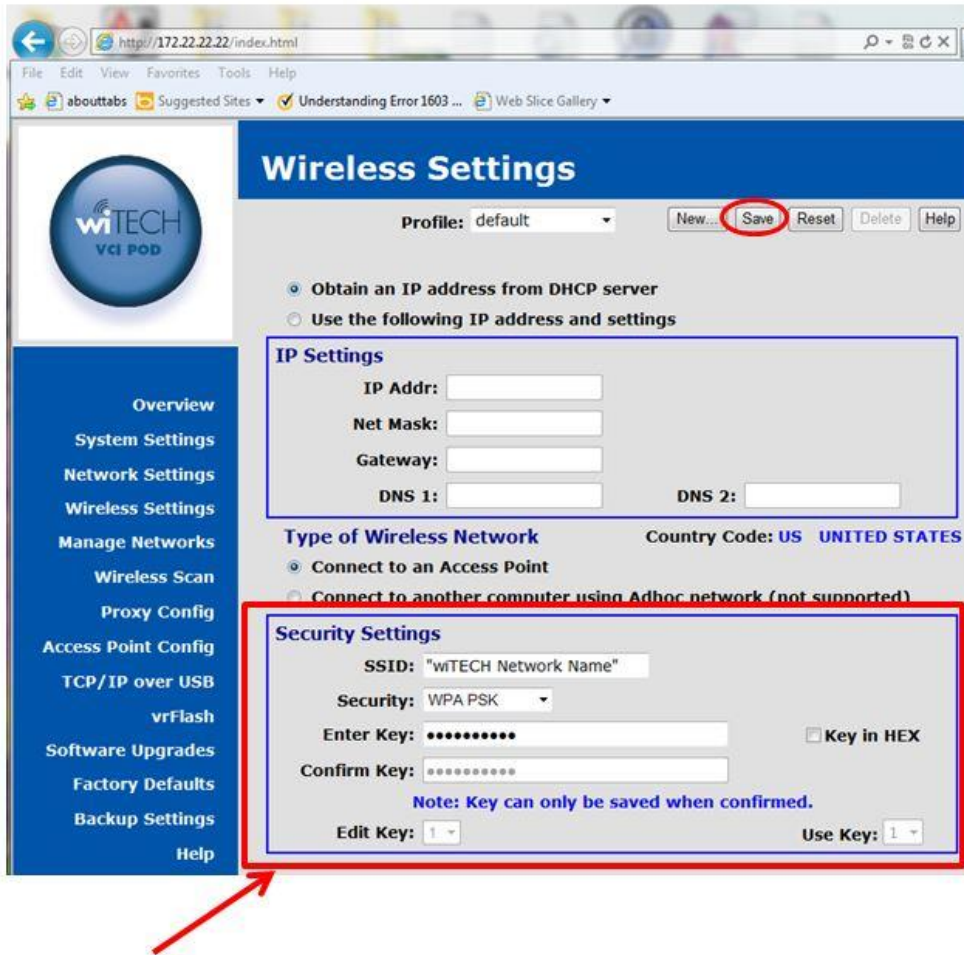 http://172.22.22.22/index.html
File Edit View Favorites Tools Help
abouttabs Suggested Sites Understanding Error 1603 ... Web Slice Gallery
wiTECH
VCI POD
Wireless Settings
Profile: default New... Save Reset Delete Help
Obtain an IP address from DHCP server
Use the following IP address and settings
IP Settings
IP Addr:
Net Mask:
Gateway:
DNS 1: DNS 2:
Type of Wireless Network Country Code: US UNITED STATES
Connect to an Access Point
Connect to another computer using Adhoc network (not supported)
Security Settings
SSID: "wiTECH Network Name"
Security: WPA PSK
Enter Key: •••••••••• Key in HEX
Confirm Key: ••••••••••
Note: Key can only be saved when confirmed.
Edit Key: 1 Use Key: 1
Overview
System Settings
Network Settings
Wireless Settings
Manage Networks
Wireless Scan
Proxy Config
Access Point Config
TCP/IP over USB
vrFlash
Software Upgrades
Factory Defaults
Backup Settings
Help